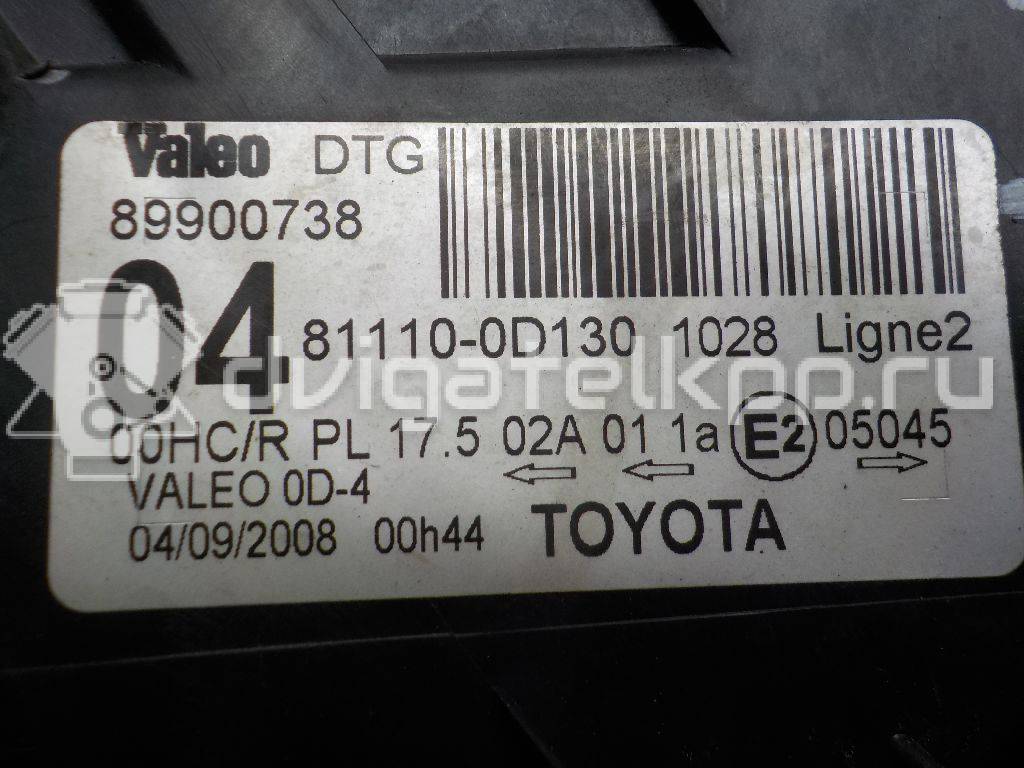 Valeo DTG
89900738
04 81110-0D130 1028 Ligne2
dvigatelknpo.ru
00HC/R PL 17.5 02A 01 1a E2 05045
VALEO 0D-4
04/09/2008 00h44 TOYOTA